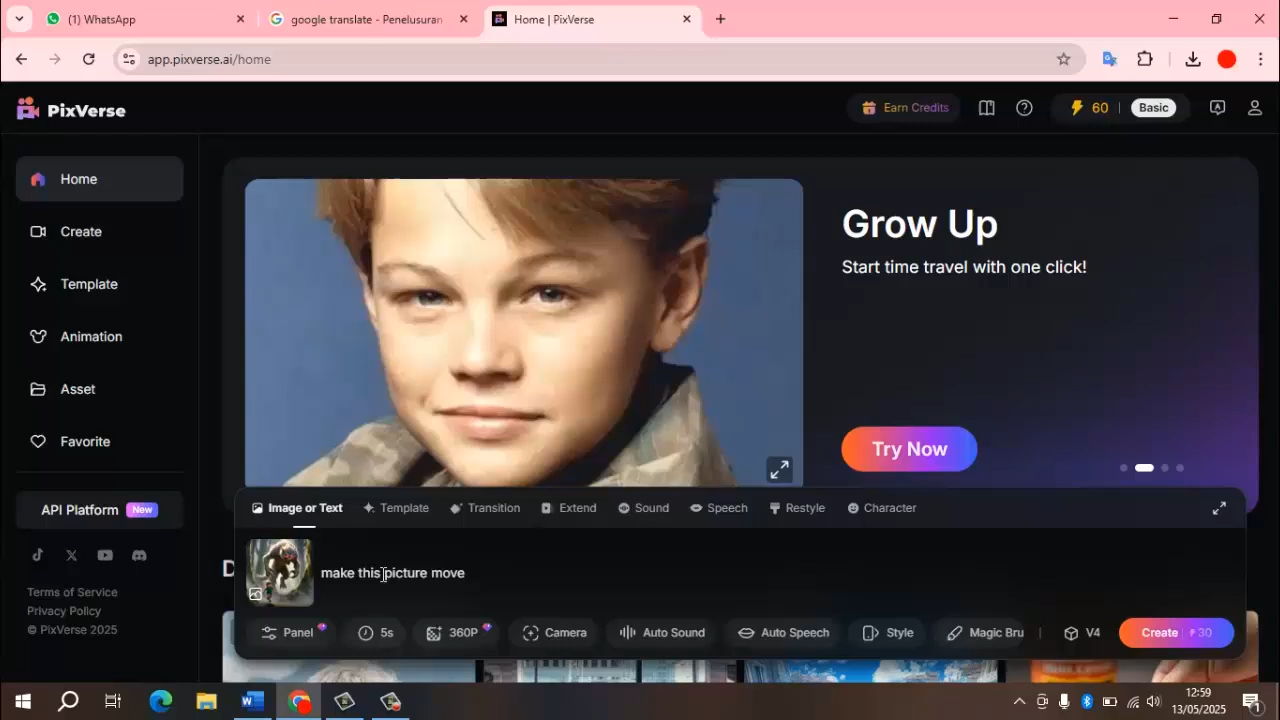 (1) WhatsApp
google translate - Penelusuran
Home | PixVerse
app.pixverse.ai/home
PixVerse
Earn Credits
60
Basic
Home
Create
Template
Animation
Asset
Favorite
API Platform New
Terms of Service
Privacy Policy
© PixVerse 2025
Grow Up
Start time travel with one click!
Try Now
Image or Text
Template
Transition
Extend
Sound
Speech
Restyle
Character
D
make this picture move
Panel
5s
360P
Camera
Auto Sound
Auto Speech
Style
Magic Bru
V4
Create
30
12:59
13/05/2025
1